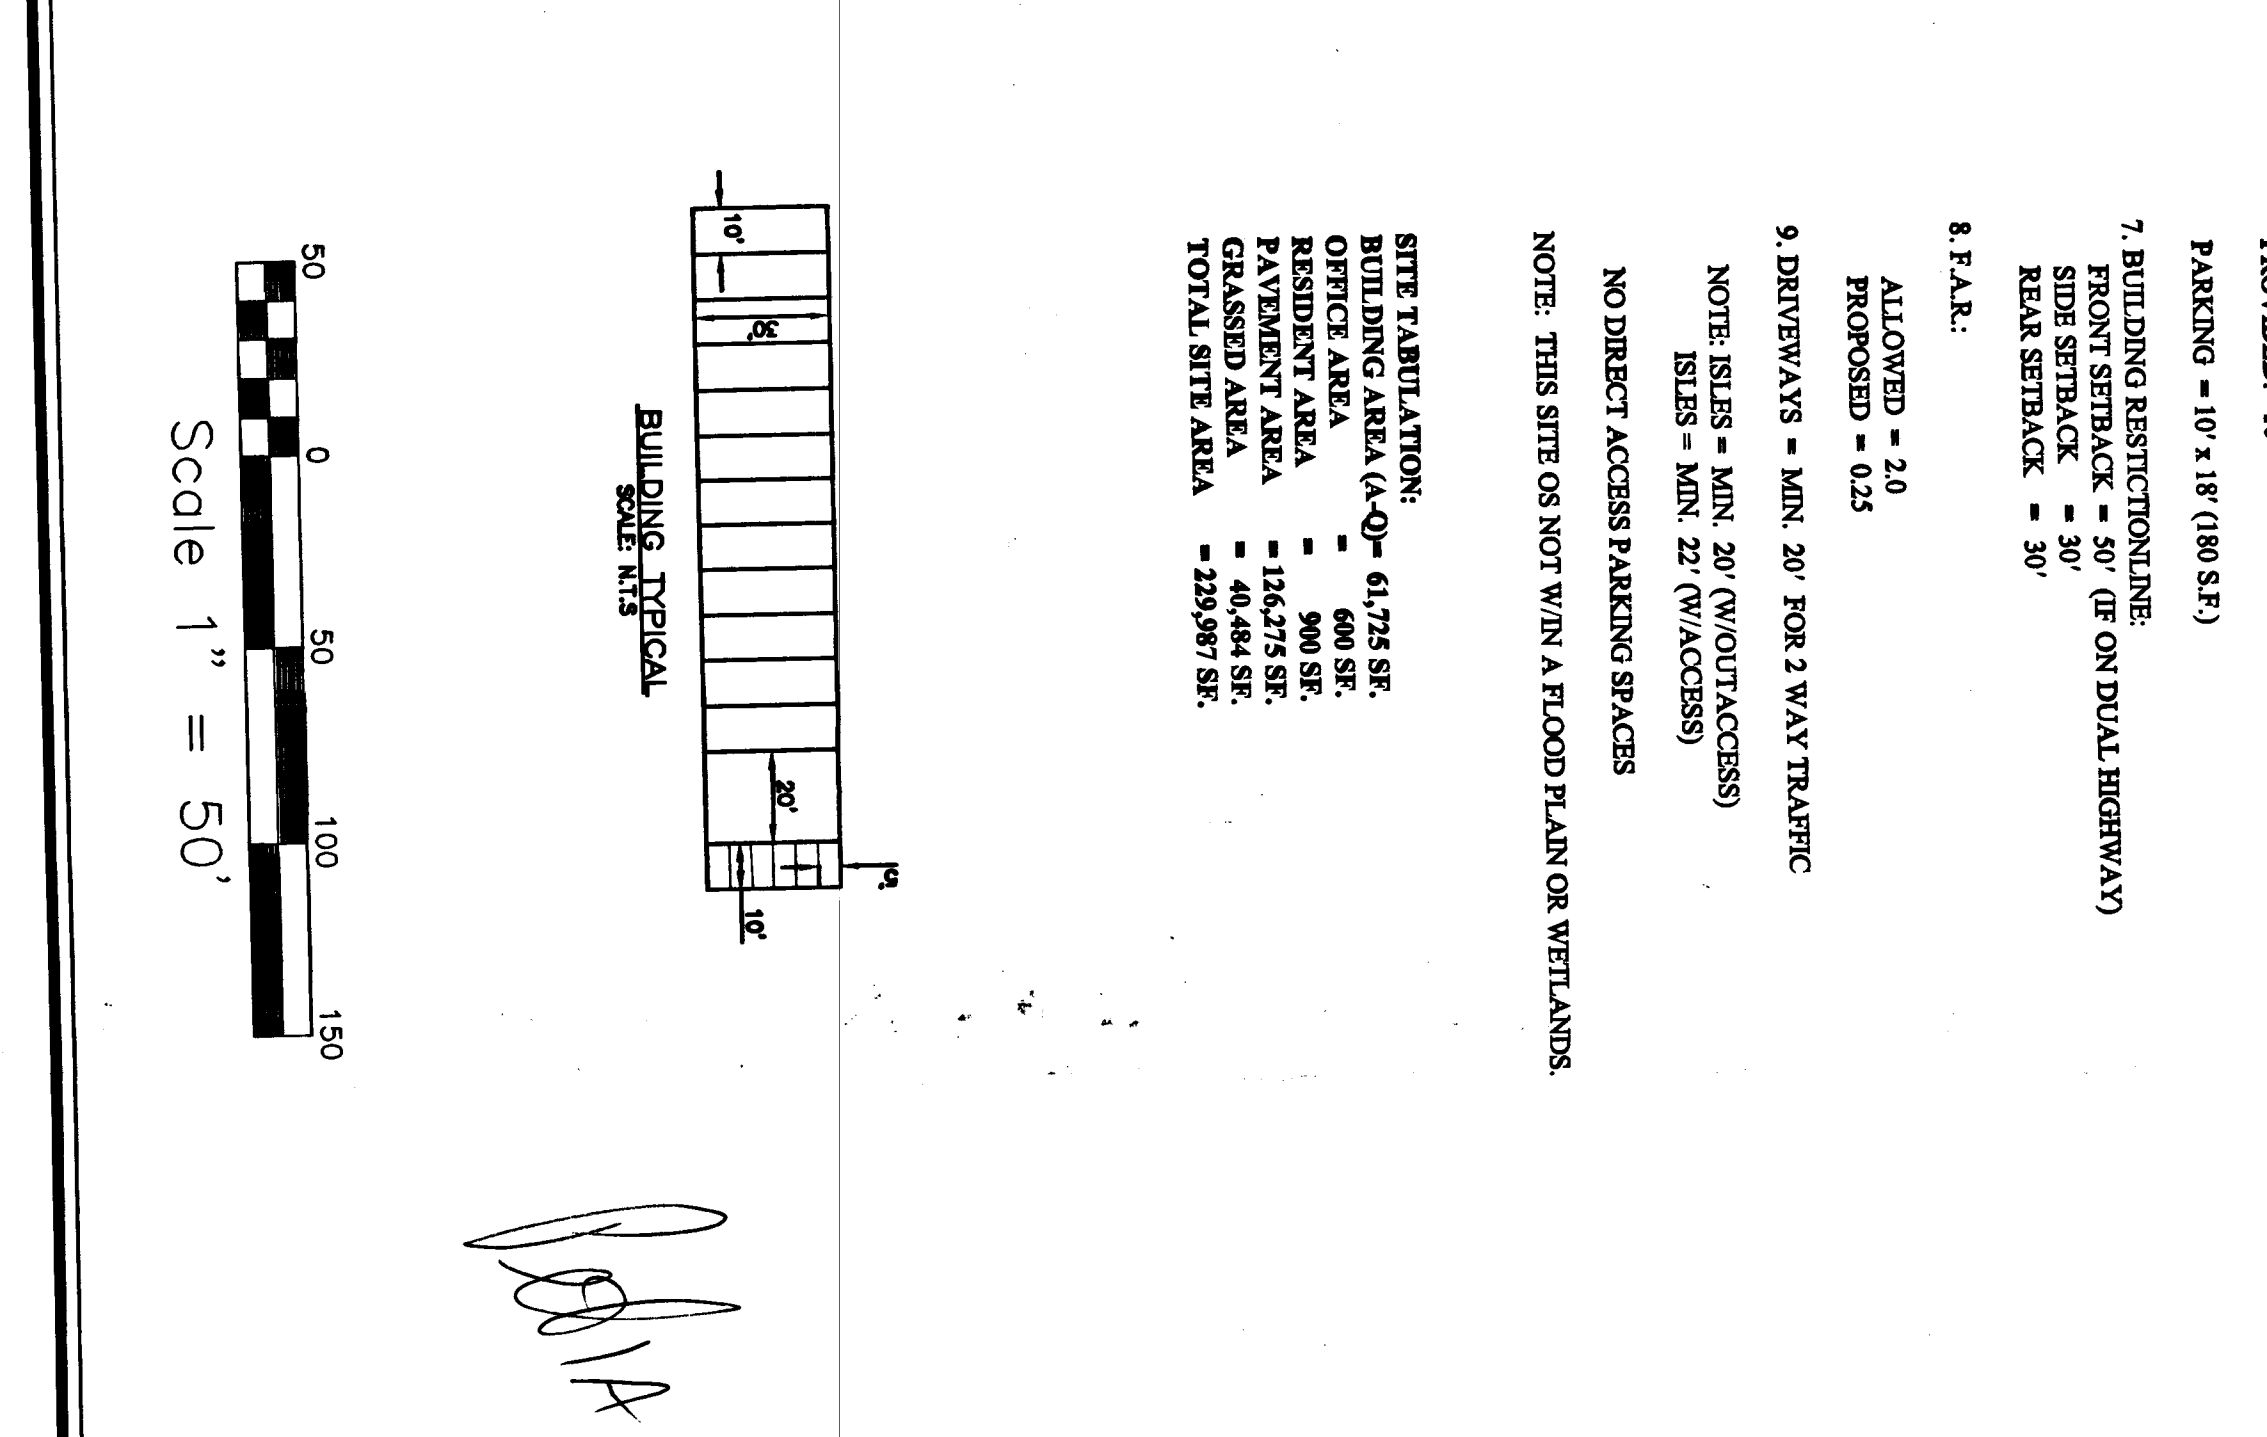 PARKING = 10' x 18' (180 S.F.)
7. BUILDING RESTICTIONLINE:
FRONT SETBACK = 50' (IF ON DUAL HIGHWAY)
SIDE SETBACK = 30'
REAR SETBACK = 30'
8. F.A.R.:
ALLOWED = 2.0
PROPOSED = 0.25
9. DRIVEWAYS = MIN. 20' FOR 2 WAY TRAFFIC
NOTE: ISLES = MIN. 20' (W/OUTACCESS)
ISLES = MIN. 22' (W/ACCESS)
NO DIRECT ACCESS PARKING SPACES
NOTE: THIS SITE OS NOT W/IN A FLOOD PLAIN OR WETLANDS.
SITE TABULATION:
BUILDING AREA (A-Q)= 61,725 SF.
OFFICE AREA = 600 SF.
RESIDENT AREA = 900 SF.
PAVEMENT AREA = 126,275 SF.
GRASSED AREA = 40,484 SF.
TOTAL SITE AREA = 229,987 SF.
5'
10'
30'
20'
10'
BUILDING TYPICAL
SCALE: N.T.S
50 0 50 100 150
Scale 1" = 50'